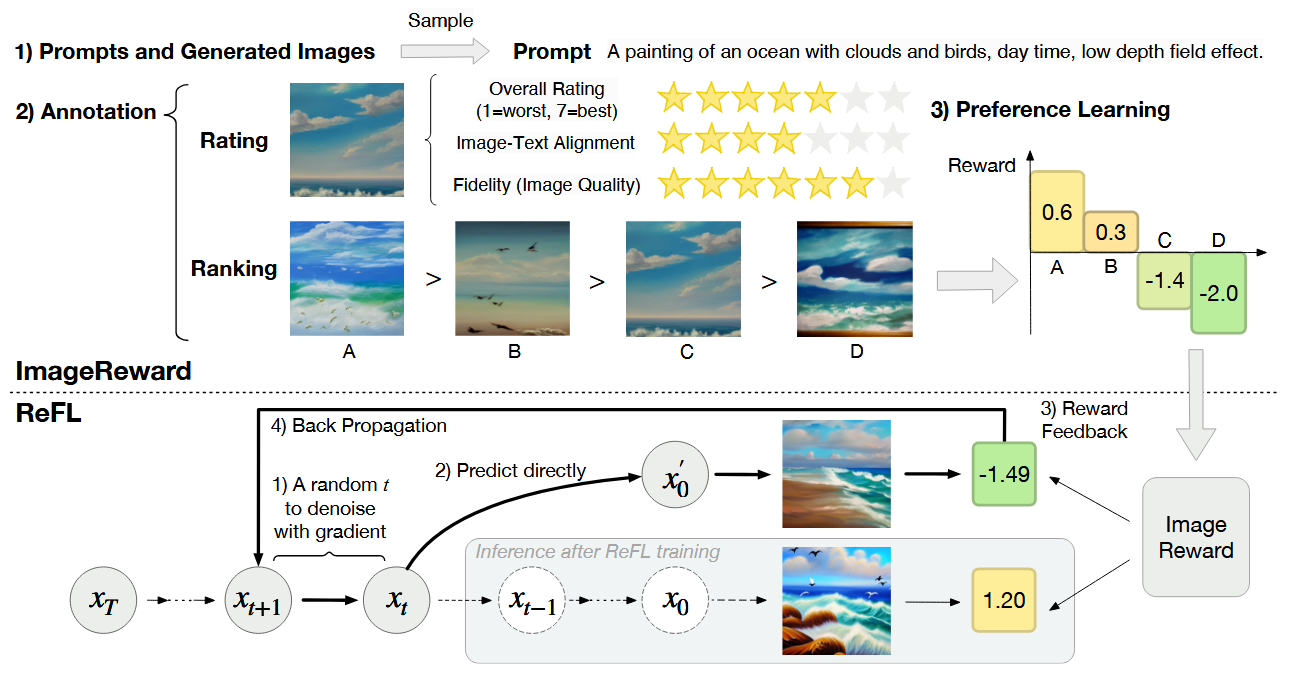 Sample
1) Prompts and Generated Images
Prompt A painting of an ocean with clouds and birds, day time, low depth field effect.
2) Annotation
Rating
Overall Rating
(1=worst, 7=best)
Image-Text Alignment
Fidelity (Image Quality)
Ranking
>
>
>
A
B
C
D
3) Preference Learning
Reward
0.6
0.3
-1.4
-2.0
A
B
C
D
ImageReward
ReFL
4) Back Propagation
1) A random t
to denoise
with gradient
2) Predict directly
x₀′
-1.49
3) Reward
Feedback
Image
Reward
Inference after ReFL training
x_T
x_{t+1}
x_t
x_{t−1}
x₀
1.20